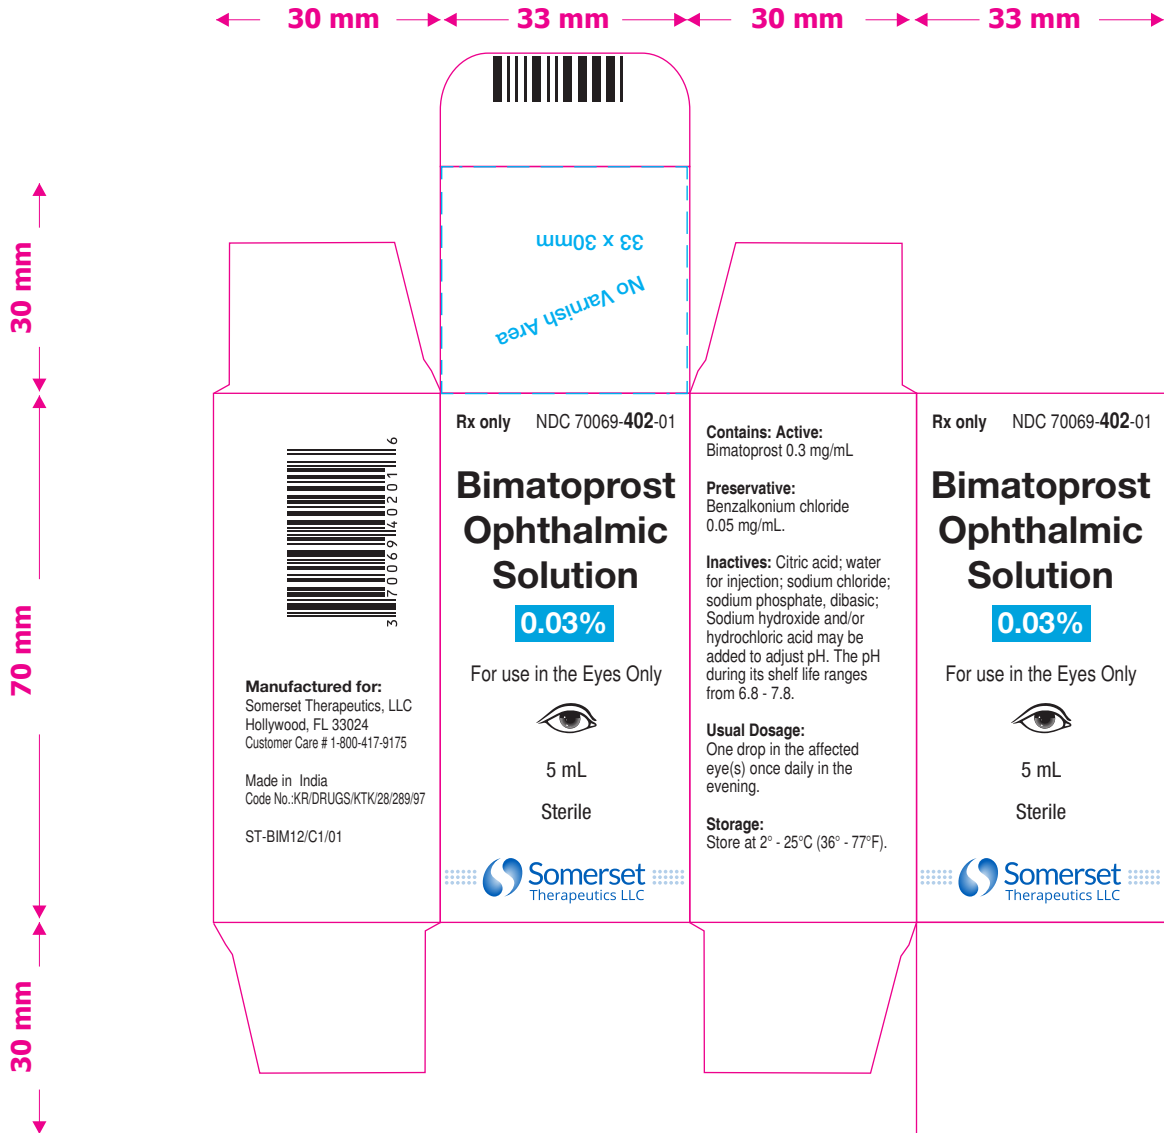 30 mm
33 mm
30 mm
33 mm
30 mm
70 mm
30 mm
33 x 30mm
No Varnish Area
3 70069 40201 6
Manufactured for:
Somerset Therapeutics, LLC
Hollywood, FL 33024
Customer Care # 1-800-417-9175
Made in India
Code No.:KR/DRUGS/KTK/28/289/97
ST-BIM12/C1/01
Rx only NDC 70069-402-01
Bimatoprost
Ophthalmic
Solution
0.03%
For use in the Eyes Only
5 mL
Sterile
Somerset
Therapeutics LLC
Contains: Active:
Bimatoprost 0.3 mg/mL
Preservative:
Benzalkonium chloride
0.05 mg/mL.
Inactives: Citric acid; water
for injection; sodium chloride;
sodium phosphate, dibasic;
Sodium hydroxide and/or
hydrochloric acid may be
added to adjust pH. The pH
during its shelf life ranges
from 6.8 - 7.8.
Usual Dosage:
One drop in the affected
eye(s) once daily in the
evening.
Storage:
Store at 2° - 25°C (36° - 77°F).
Rx only NDC 70069-402-01
Bimatoprost
Ophthalmic
Solution
0.03%
For use in the Eyes Only
5 mL
Sterile
Somerset
Therapeutics LLC